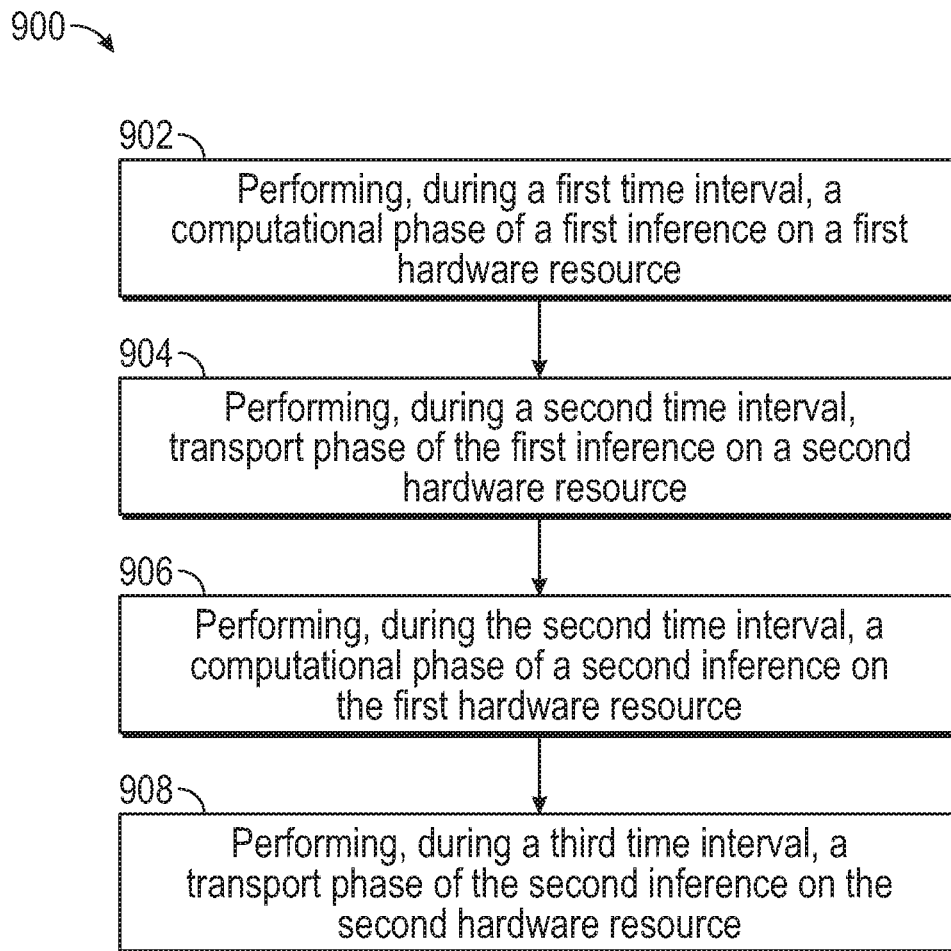 900
902
Performing, during a first time interval, a
computational phase of a first inference on a first
hardware resource
904
Performing, during a second time interval,
transport phase of the first inference on a second
hardware resource
906
Performing, during the second time interval, a
computational phase of a second inference on
the first hardware resource
908
Performing, during a third time interval, a
transport phase of the second inference on the
second hardware resource